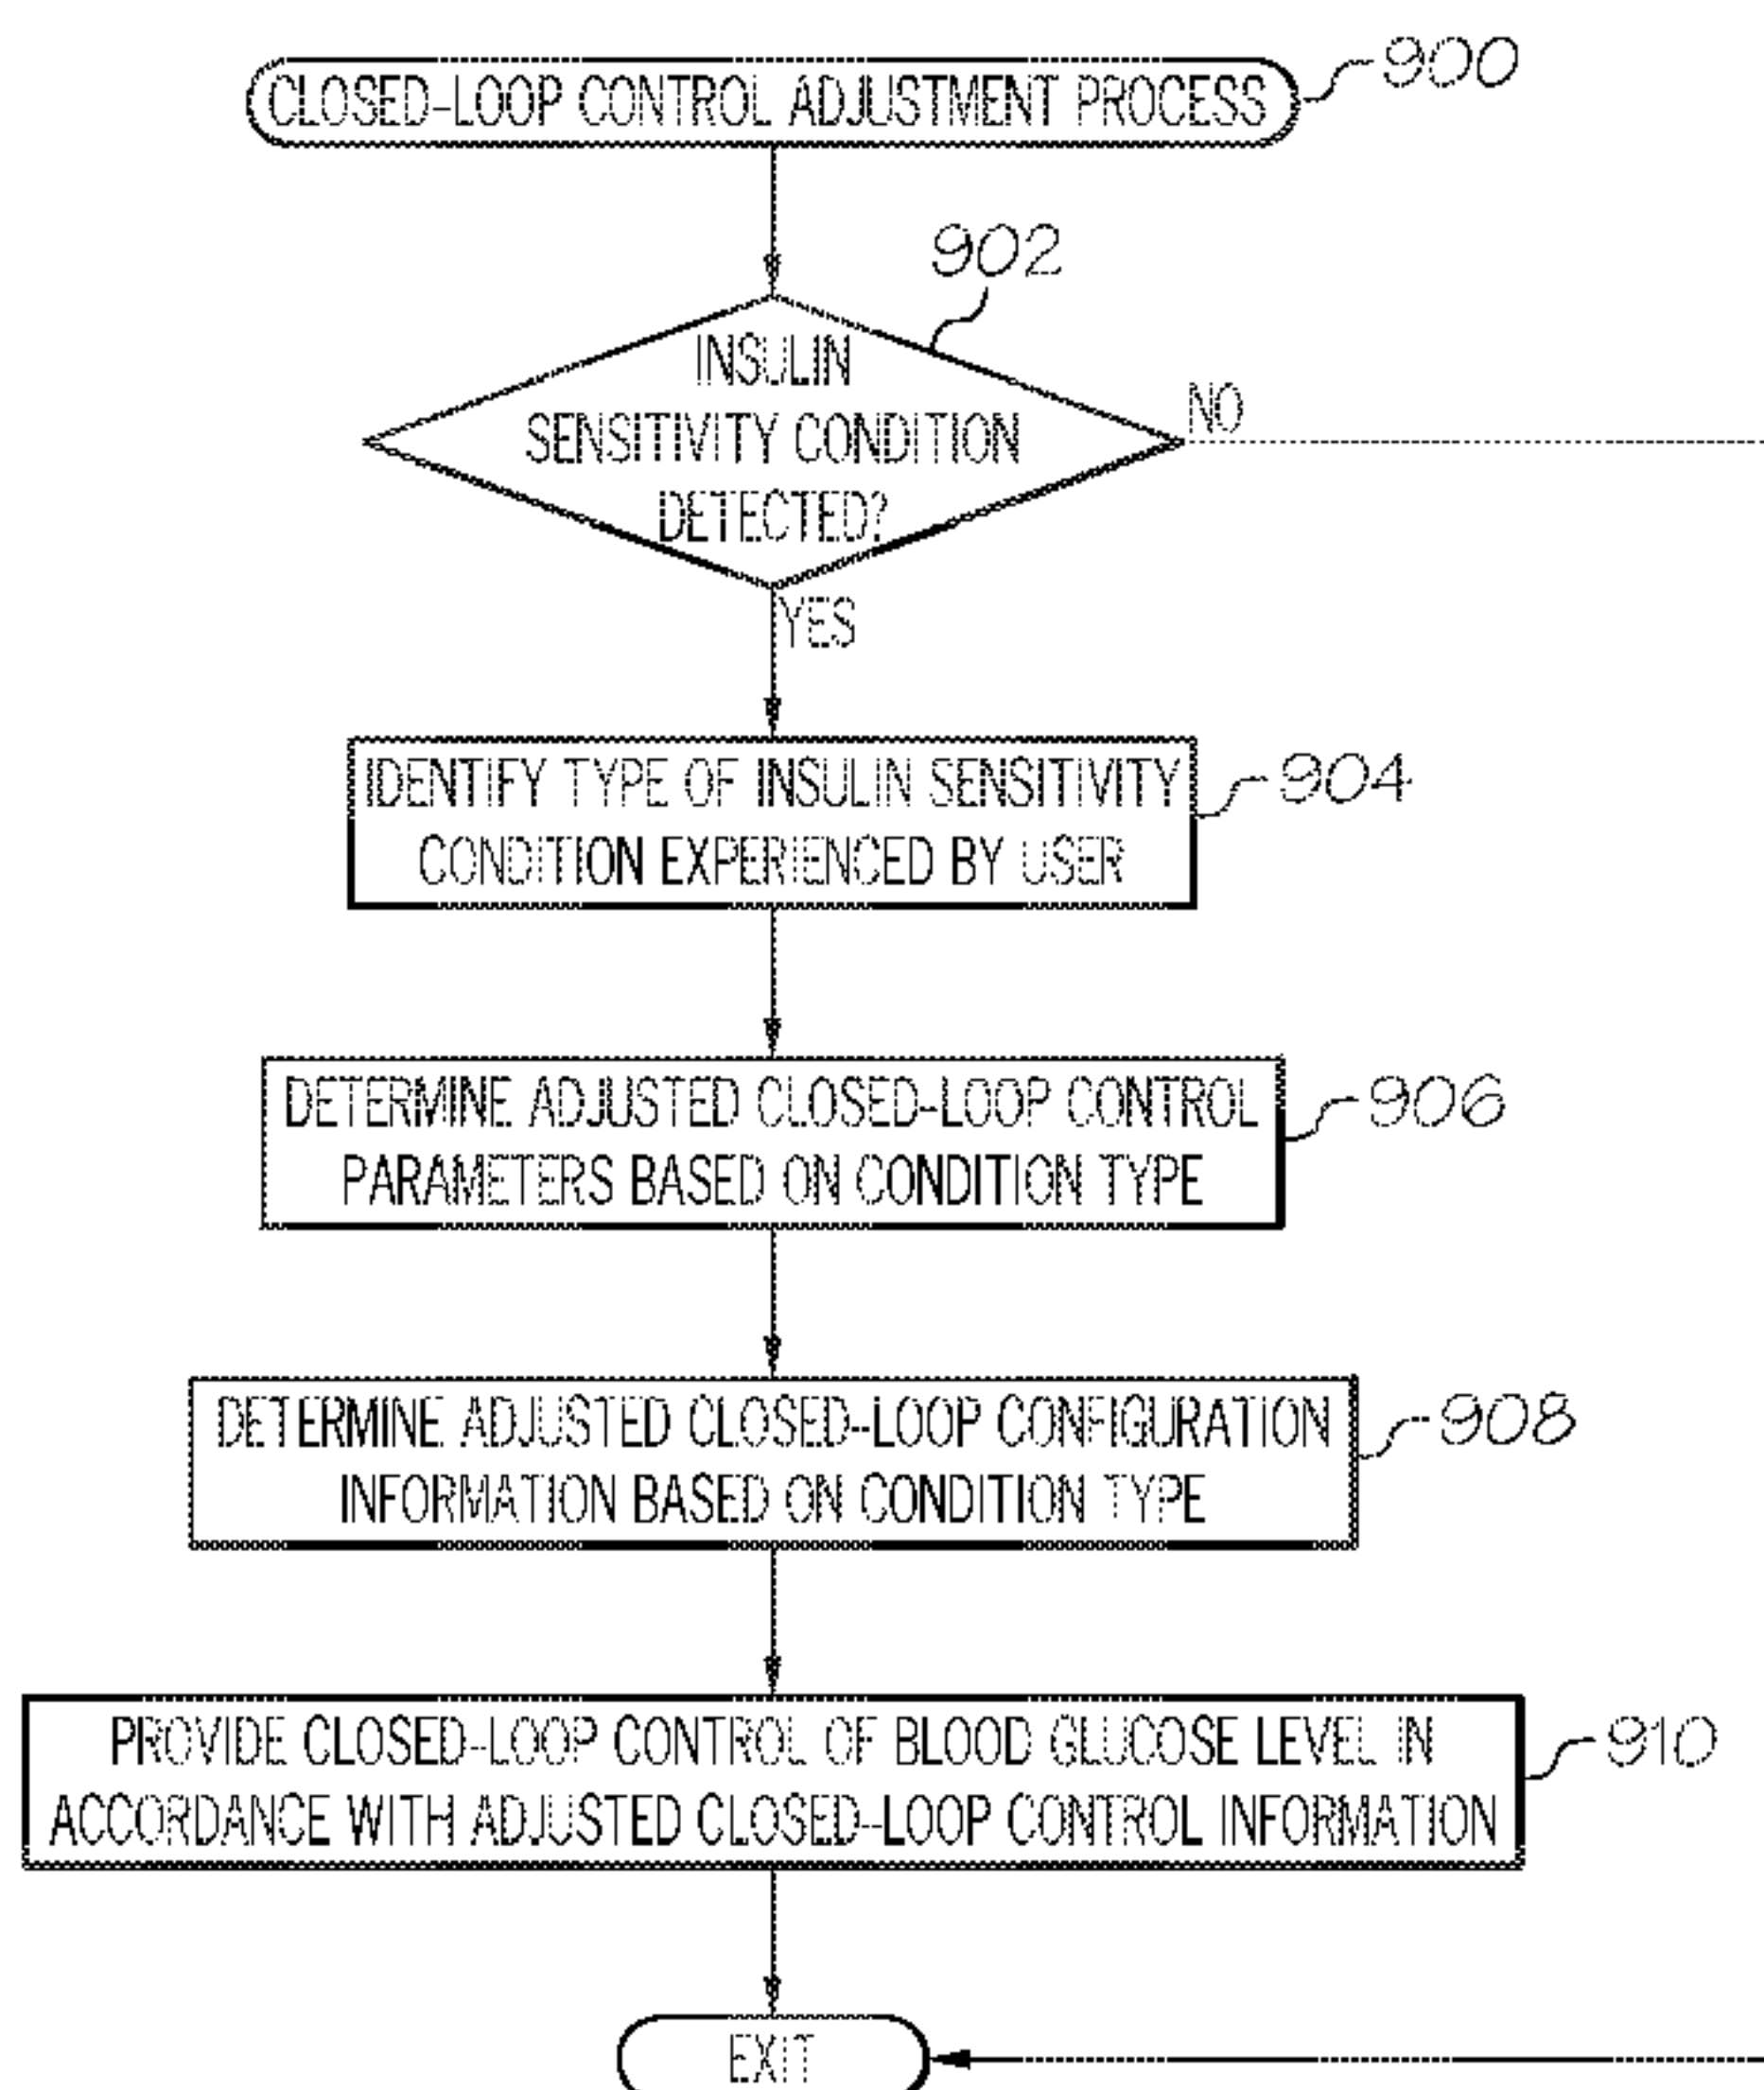 CLOSED-LOOP CONTROL ADJUSTMENT PROCESS
900
902
INSULIN
SENSITIVITY CONDITION
DETECTED?
NO
YES
IDENTIFY TYPE OF INSULIN SENSITIVITY
CONDITION EXPERIENCED BY USER
904
DETERMINE ADJUSTED CLOSED-LOOP CONTROL
PARAMETERS BASED ON CONDITION TYPE
906
DETERMINE ADJUSTED CLOSED-LOOP CONFIGURATION
INFORMATION BASED ON CONDITION TYPE
908
PROVIDE CLOSED-LOOP CONTROL OF BLOOD GLUCOSE LEVEL IN
ACCORDANCE WITH ADJUSTED CLOSED-LOOP CONTROL INFORMATION
910
EXIT